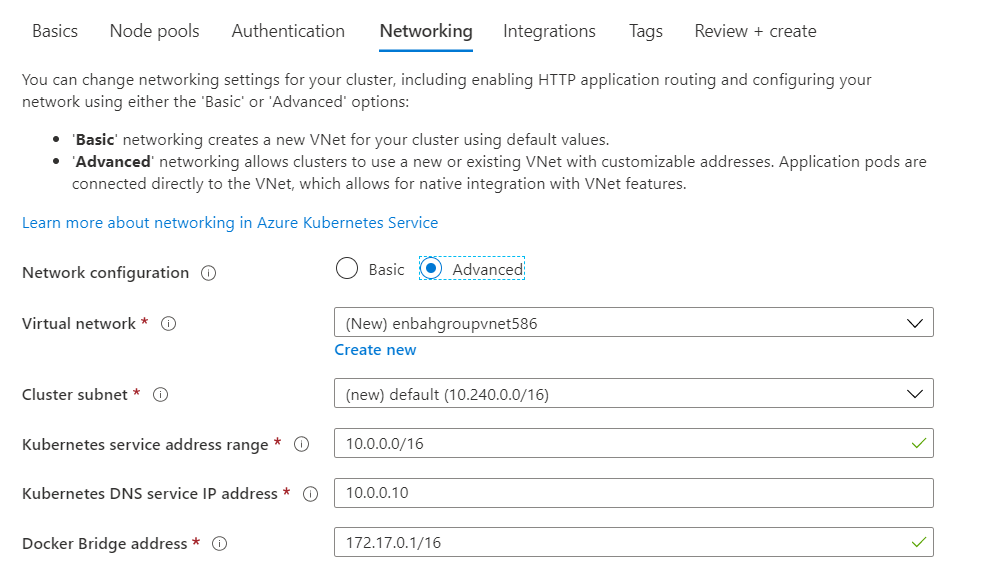 Basics Node pools Authentication Networking Integrations Tags Review + create
You can change networking settings for your cluster, including enabling HTTP application routing and configuring your
network using either the 'Basic' or 'Advanced' options:
• 'Basic' networking creates a new VNet for your cluster using default values.
• 'Advanced' networking allows clusters to use a new or existing VNet with customizable addresses. Application pods are
connected directly to the VNet, which allows for native integration with VNet features.
Learn more about networking in Azure Kubernetes Service
Network configuration Basic Advanced
Virtual network * (New) enbahgroupvnet586
Create new
Cluster subnet * (new) default (10.240.0.0/16)
Kubernetes service address range * 10.0.0.0/16
Kubernetes DNS service IP address * 10.0.0.10
Docker Bridge address * 172.17.0.1/16